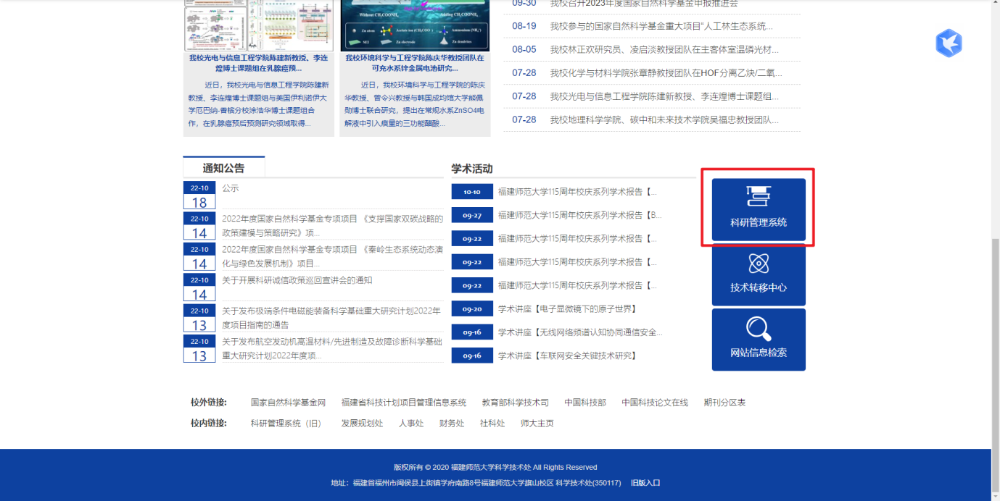 Without CH₃COONH₄
Adding CH₃COONH₄
Zn atom
Acetate ion (CH₃COO⁻)
Ammonium (NH₄⁺)
SEI
Zn electrode
Zn dendrites
我校光电与信息工程学院陈建新教授、李连
煌博士课题组在乳腺癌预...
近日，我校光电与信息工程学院陈建新
教授、李连煌博士课题组与美国伊利诺伊大
学厄巴纳-香槟分校涂浩华博士课题组合
作，在乳腺癌预后预测研究领域取得...
我校环境科学与工程学院陈庆华教授团队在
可充水系锌金属电池研究...
近日，我校环境科学与工程学院的陈庆
华教授、曾令兴教授与韩国成均馆大学能佩
勋博士联合研究，提出在常规水系ZnSO4电
解液中引入痕量的三功能醋酸...
09-30 我校召开2023年度国家自然科学基金申报推进会
08-19 我校参与的国家自然科学基金重大项目“人工林生态系统...
08-05 我校林正欢研究员、凌启淡教授团队在主客体室温磷光材...
07-28 我校化学与材料学院张章静教授团队在HOF分离乙炔/二氧...
07-28 我校光电与信息工程学院陈建新教授、李连煌博士课题组...
07-28 我校地理科学学院、碳中和未来技术学院吴福忠教授团队...
通知公告
22-10
18
公示
22-10
14
2022年度国家自然科学基金专项项目 《支撑国家双碳战略的
政策建模与策略研究》项...
22-10
14
2022年度国家自然科学基金专项项目 《秦岭生态系统动态演
化与绿色发展机制》项目...
22-10
14
关于开展科研诚信政策巡回宣讲会的通知
22-10
13
关于发布极端条件电磁能装备科学基础重大研究计划2022年
度项目指南的通告
22-10
13
关于发布航空发动机高温材料/先进制造及故障诊断科学基础
重大研究计划2022年度项...
学术活动
10-10 福建师范大学115周年校庆系列学术报告【...
09-27 福建师范大学115周年校庆系列学术报告【B...
09-22 福建师范大学115周年校庆系列学术报告【...
09-22 福建师范大学115周年校庆系列学术报告【...
09-22 福建师范大学115周年校庆系列学术报告【...
09-20 学术讲座【电子显微镜下的原子世界】
09-16 学术讲座【无线网络频谱认知协同通信安全...
09-16 学术讲座【车联网安全关键技术研究】
科研管理系统
技术转移中心
网站信息检索
校外链接: 国家自然科学基金网 福建省科技计划项目管理信息系统 教育部科学技术司 中国科技部 中国科技论文在线 期刊分区表
校内链接: 科研管理系统（旧） 发展规划处 人事处 财务处 社科处 师大主页
版权所有 © 2020 福建师范大学科学技术处 All Rights Reserved
地址：福建省福州市闽侯县上街镇学府南路8号福建师范大学旗山校区 科学技术处(350117) 旧版入口